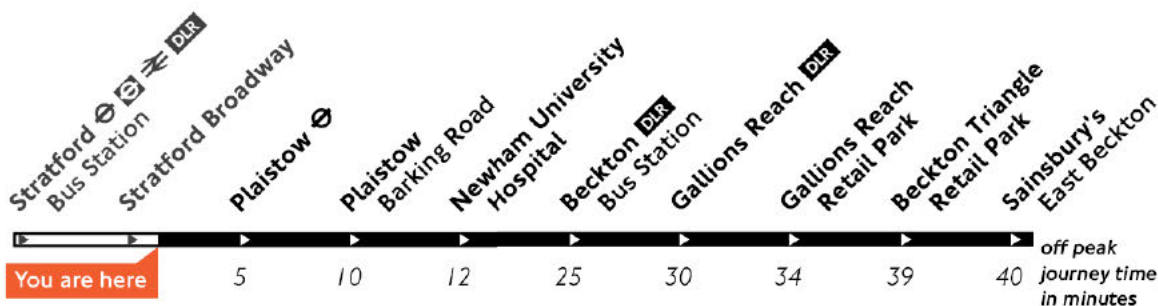 Stratford DLR
Bus Station
Stratford Broadway
Plaistow
Plaistow
Barking Road
Newham University
Hospital
Beckton DLR
Bus Station
Gallions Reach DLR
Gallions Reach
Retail Park
Beckton Triangle
Retail Park
Sainsbury's
East Beckton
You are here
5 10 12 25 30 34 39 40
off peak
journey time
in minutes